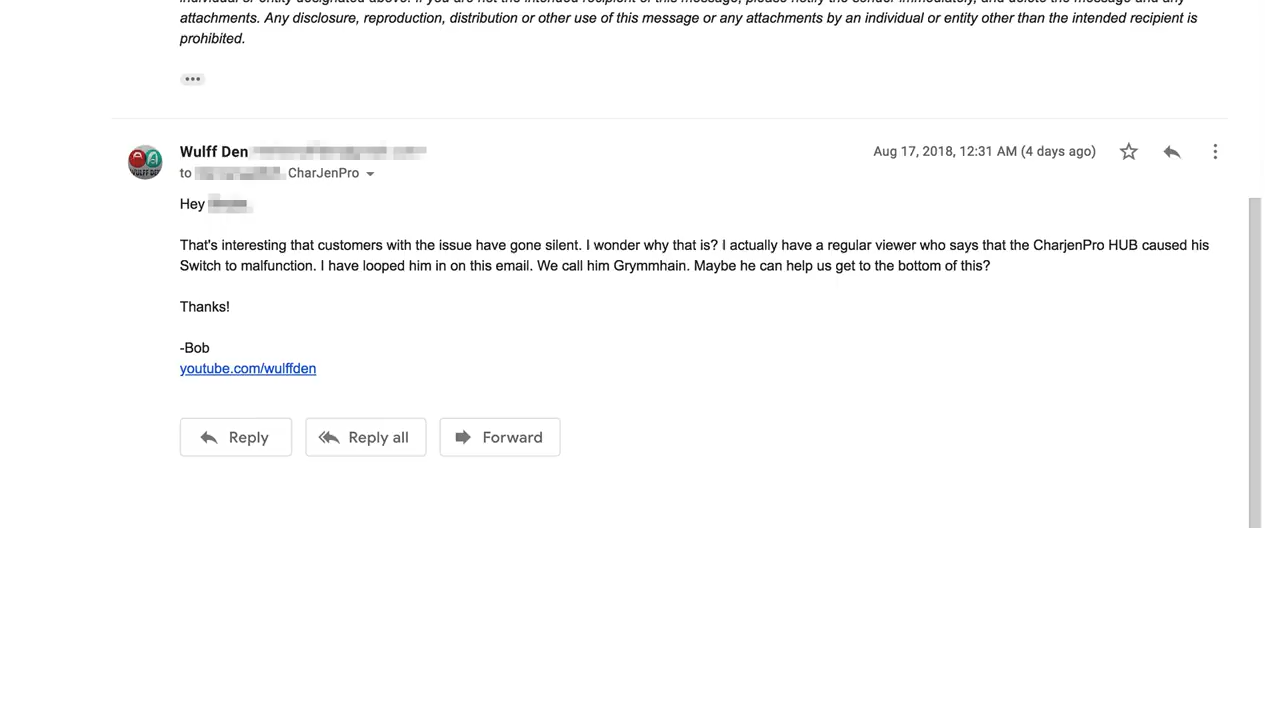 attachments. Any disclosure, reproduction, distribution or other use of this message or any attachments by an individual or entity other than the intended recipient is
prohibited.
Wulff Den
Aug 17, 2018, 12:31 AM (4 days ago)
to CharJenPro
Hey
That's interesting that customers with the issue have gone silent. I wonder why that is? I actually have a regular viewer who says that the CharjenPro HUB caused his
Switch to malfunction. I have looped him in on this email. We call him Grymmhain. Maybe he can help us get to the bottom of this?
Thanks!
-Bob
youtube.com/wulffden
Reply
Reply all
Forward